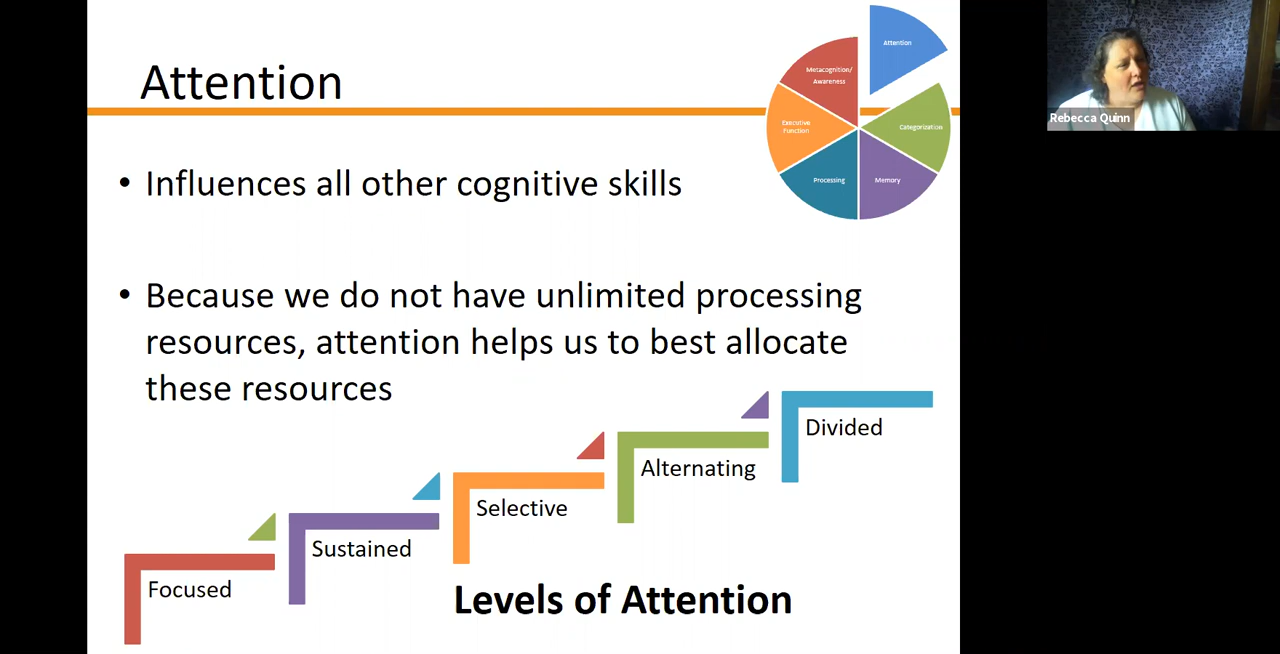 Attention
Attention
Metacognition/
Awareness
Executive
Function
Categorization
Processing
Memory
Rebecca Quinn
• Influences all other cognitive skills
• Because we do not have unlimited processing
resources, attention helps us to best allocate
these resources
Divided
Alternating
Selective
Sustained
Focused
Levels of Attention